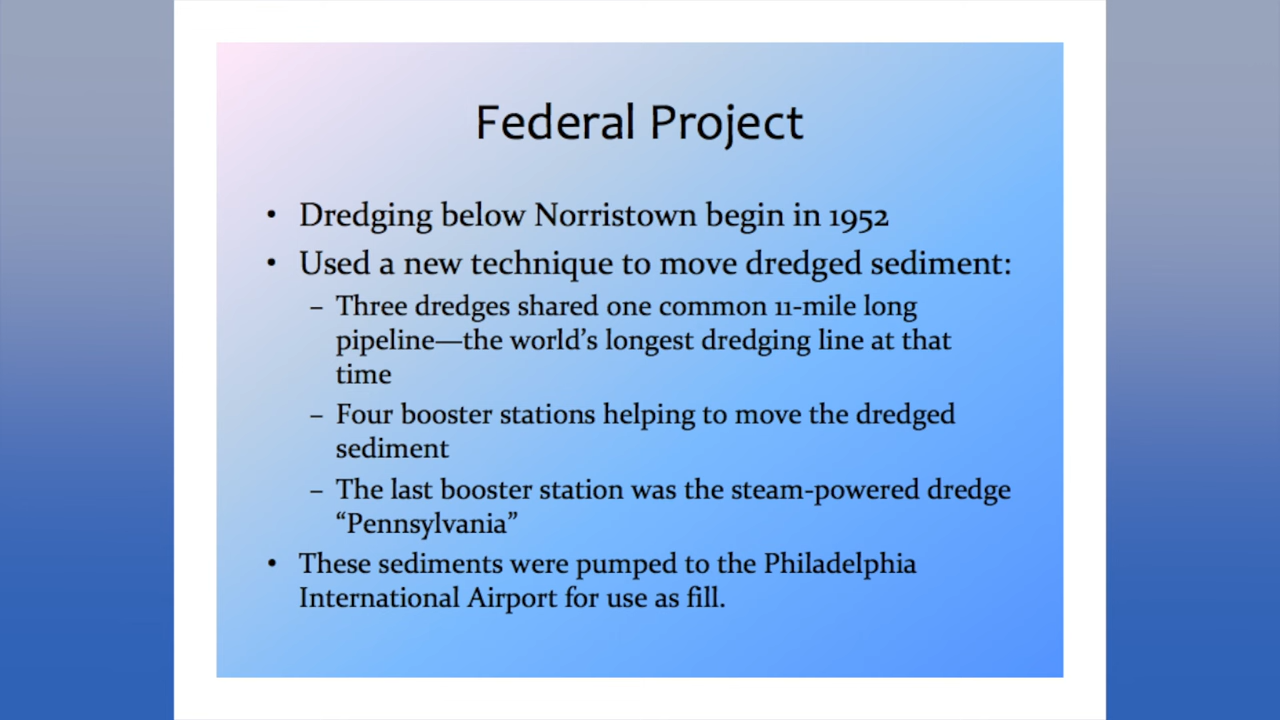 Federal Project
• Dredging below Norristown begin in 1952
• Used a new technique to move dredged sediment:
– Three dredges shared one common 11-mile long
pipeline—the world’s longest dredging line at that
time
– Four booster stations helping to move the dredged
sediment
– The last booster station was the steam-powered dredge
“Pennsylvania”
• These sediments were pumped to the Philadelphia
International Airport for use as fill.